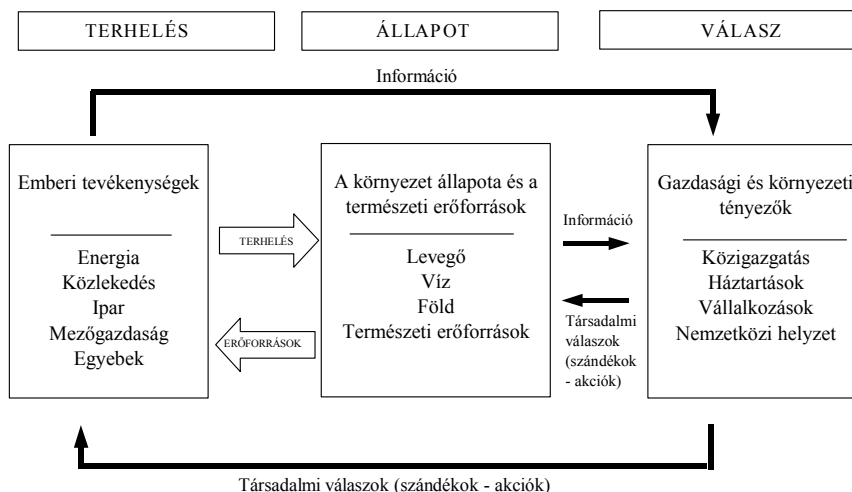 TERHELÉS
ÁLLAPOT
VÁLASZ
Információ
Emberi tevékenységek
Energia
Közlekedés
Ipar
Mezőgazdaság
Egyebek
TERHELÉS
ERŐFORRÁSOK
A környezet állapota és a
természeti erőforrások
Levegő
Víz
Föld
Természeti erőforrások
Információ
Társadalmi
válaszok
(szándékok
- akciók)
Gazdasági és környezeti
tényezők
Közigazgatás
Háztartások
Vállalkozások
Nemzetközi helyzet
Társadalmi válaszok (szándékok - akciók)